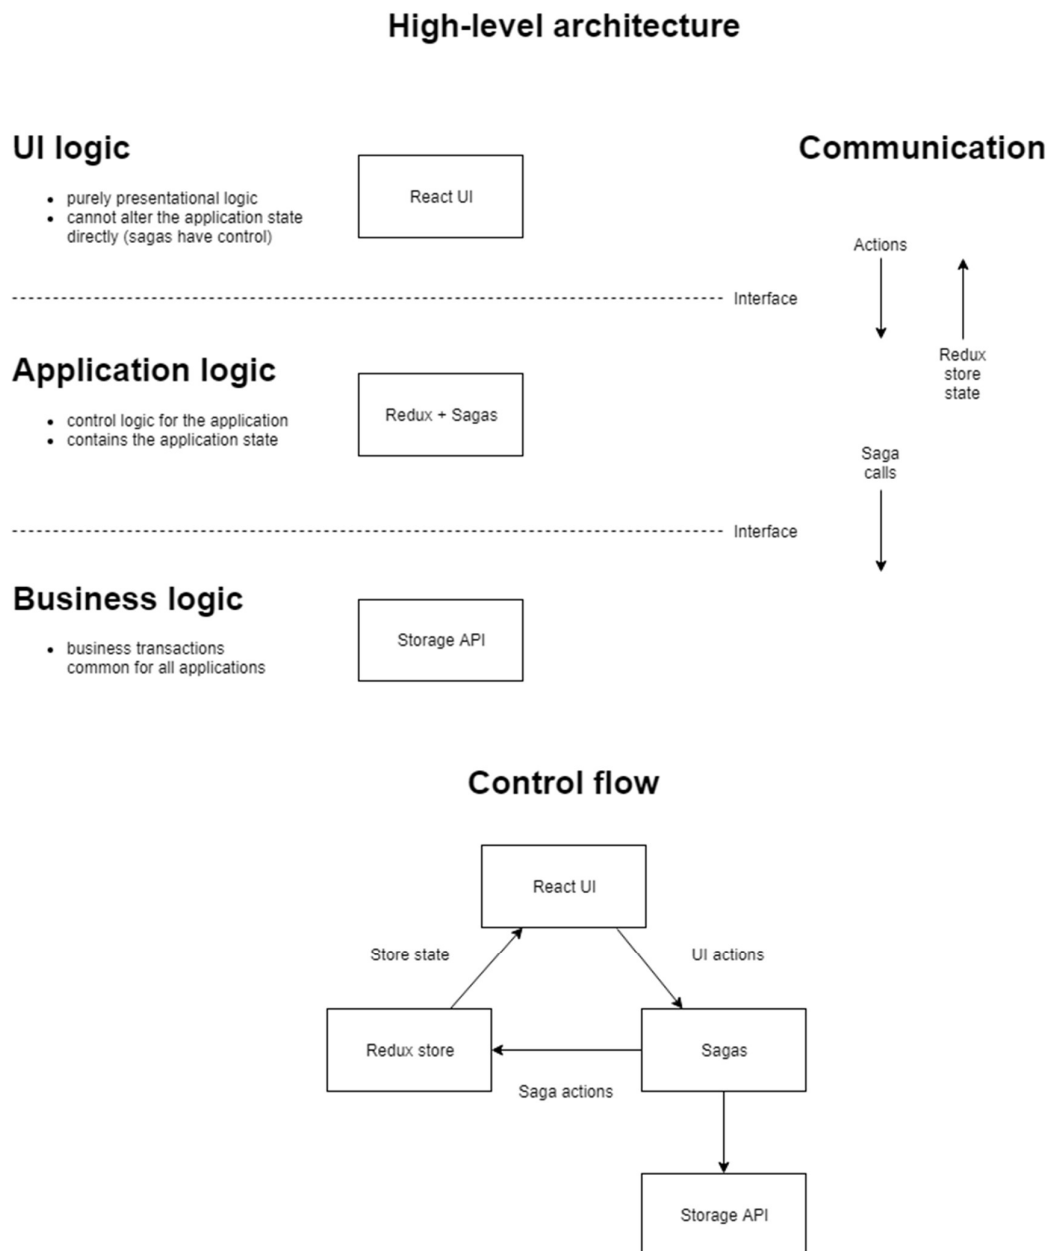 High-level architecture
UI logic
• purely presentational logic
• cannot alter the application state
directly (sagas have control)
React UI
Communication
Actions
Interface
Redux
store
state
Application logic
• control logic for the application
• contains the application state
Redux + Sagas
Saga
calls
Interface
Business logic
• business transactions
common for all applications
Storage API
Control flow
React UI
Store state
UI actions
Redux store
Sagas
Saga actions
Storage API